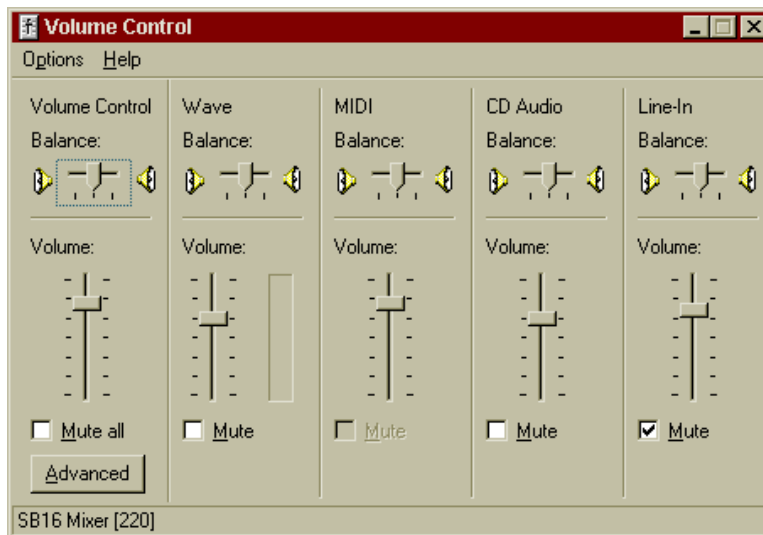 Volume Control
Options Help
Volume Control Wave MIDI CD Audio Line-In
Balance: Balance: Balance: Balance: Balance:
Volume: Volume: Volume: Volume: Volume:
Mute all Mute Mute Mute Mute
Advanced
SB16 Mixer [220]